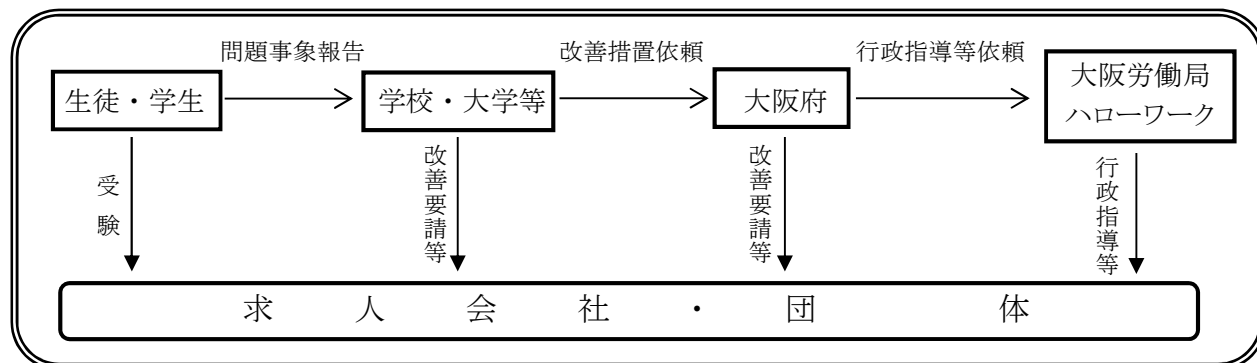 問題事象報告
改善措置依頼
行政指導等依頼
生徒・学生
学校・大学等
大阪府
大阪労働局
ハローワーク
受験
改善要請等
改善要請等
行政指導等
求人会社・団体